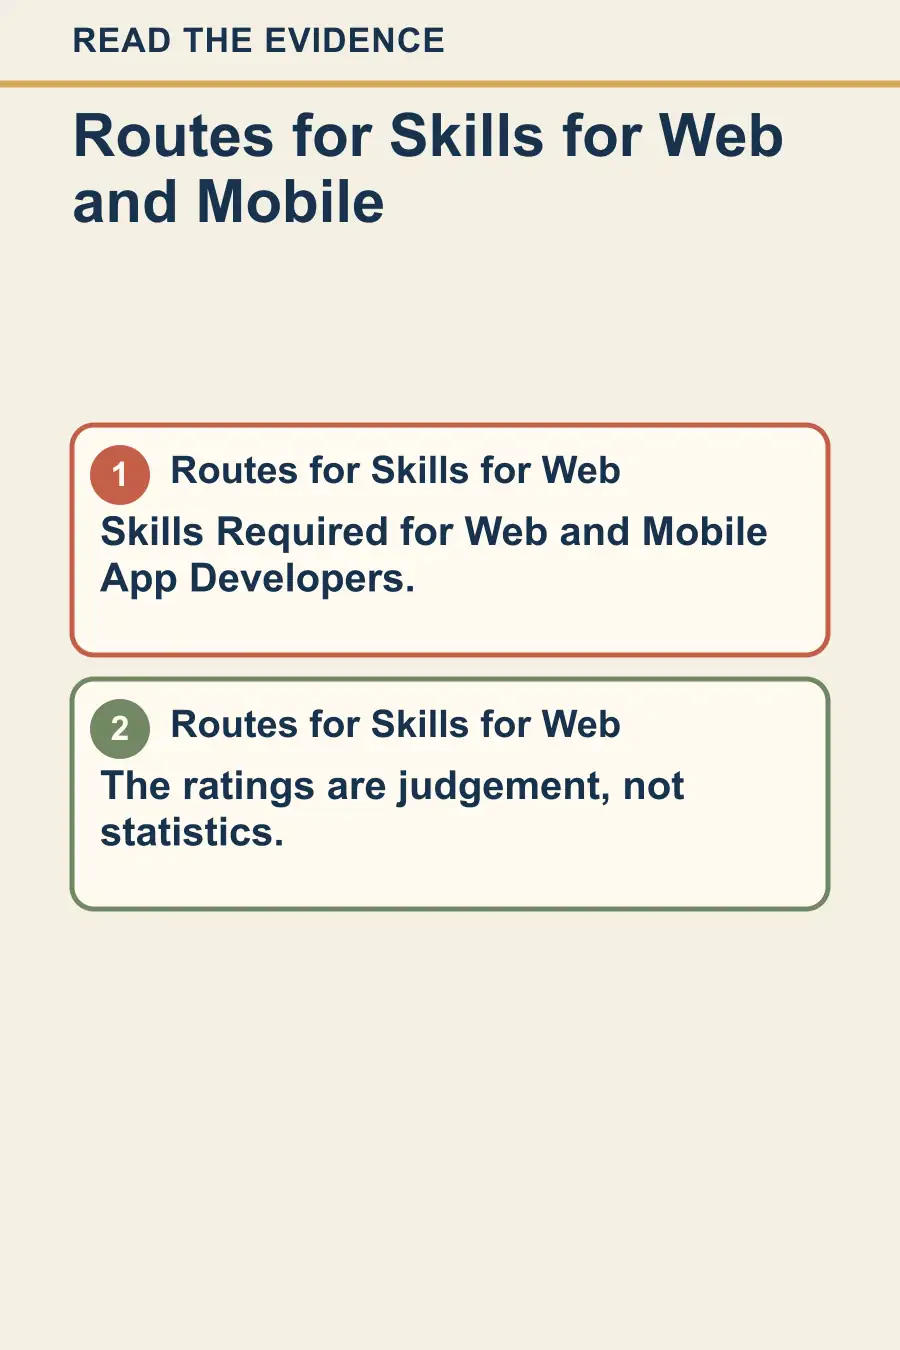 READ THE EVIDENCE
Routes for Skills for Web
and Mobile
1 Routes for Skills for Web
Skills Required for Web and Mobile
App Developers.
2 Routes for Skills for Web
The ratings are judgement, not
statistics.